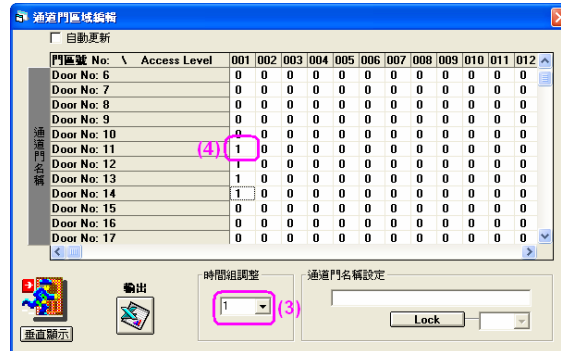 通道門區域編輯
自動更新
門區號 No: \ Access Level 001 002 003 004 005 006 007 008 009 010 011 012
Door No: 6 0 0 0 0 0 0 0 0 0 0 0 0
Door No: 7 0 0 0 0 0 0 0 0 0 0 0 0
Door No: 8 0 0 0 0 0 0 0 0 0 0 0 0
Door No: 9 0 0 0 0 0 0 0 0 0 0 0 0
Door No: 10 0 0 0 0 0 0 0 0 0 0 0 0
Door No: 11 (4) 1 0 0 0 0 0 0 0 0 0 0 0
Door No: 12 1 0 0 0 0 0 0 0 0 0 0 0
Door No: 13 1 0 0 0 0 0 0 0 0 0 0 0
Door No: 14 1 0 0 0 0 0 0 0 0 0 0 0
Door No: 15 0 0 0 0 0 0 0 0 0 0 0 0
Door No: 16 0 0 0 0 0 0 0 0 0 0 0 0
Door No: 17 0 0 0 0 0 0 0 0 0 0 0 0
通道門名稱
垂直顯示
輸出
時間組調整
1 (3)
通道門名稱設定
Lock